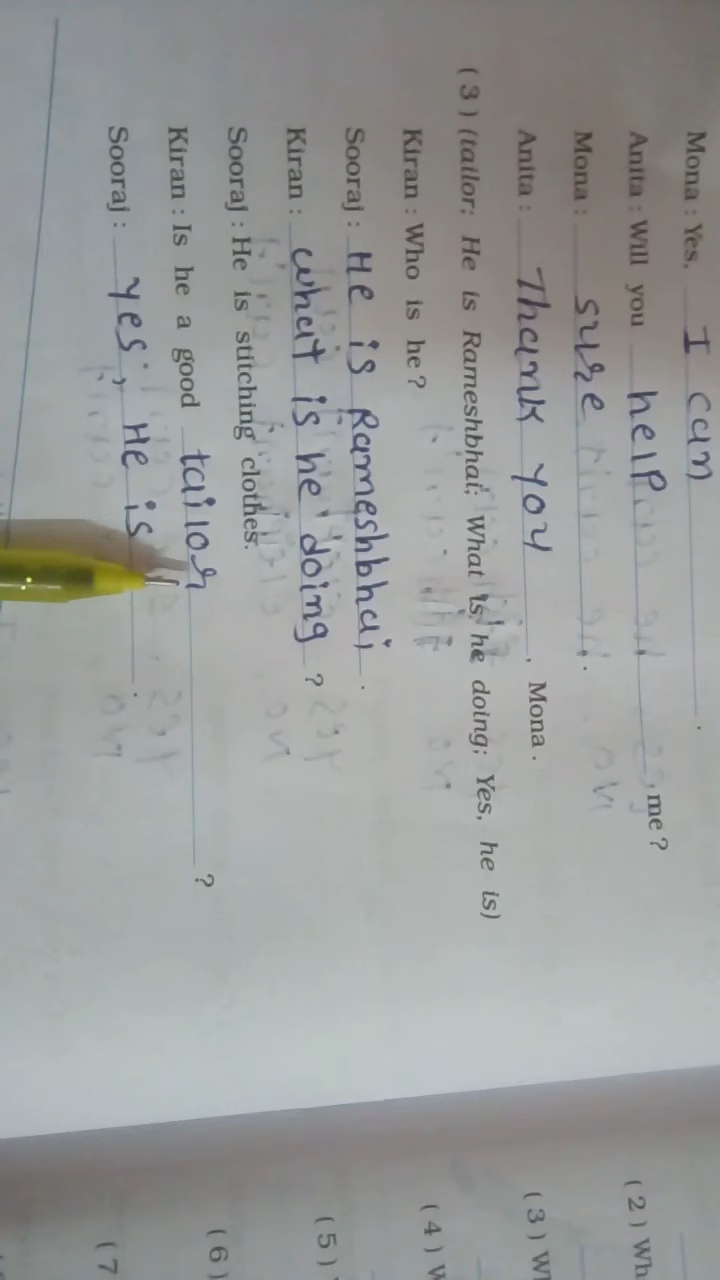 Mona : Yes, I can .
Anita : Will you help , me ?
Mona : sure .
Anita : Thank you , Mona .
( 3 ) (tailor; He is Rameshbhai; What is he doing; Yes, he is)
Kiran : Who is he ?
Sooraj : He is Rameshbhai .
Kiran : what is he doing ?
Sooraj : He is stitching clothes.
Kiran : Is he a good tailor ?
Sooraj : yes, He is .
( 2 ) Wh
( 3 ) W
( 4 ) W
( 5 )
( 6 )
( 7